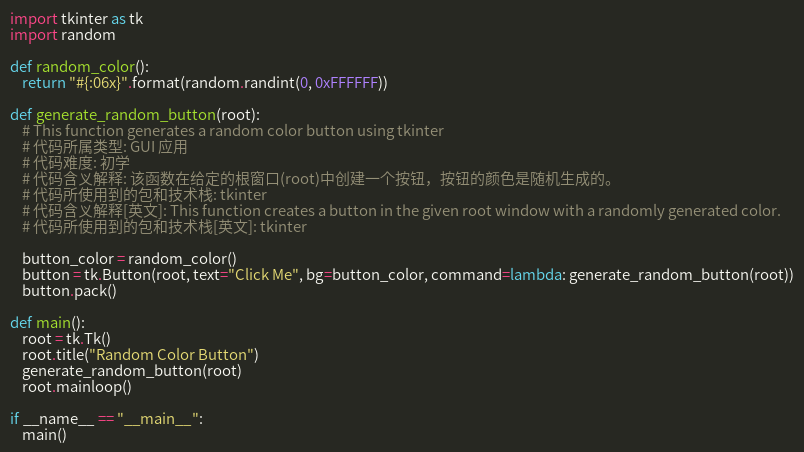 import tkinter as tk
import random
def random_color():
return "#{:06x}".format(random.randint(0, 0xFFFFFF))
def generate_random_button(root):
# This function generates a random color button using tkinter
# 代码所属类型: GUI 应用
# 代码难度: 初学
# 代码含义解释: 该函数在给定的根窗口(root)中创建一个按钮，按钮的颜色是随机生成的。
# 代码所使用到的包和技术栈: tkinter
# 代码含义解释[英文]: This function creates a button in the given root window with a randomly generated color.
# 代码所使用到的包和技术栈[英文]: tkinter
button_color = random_color()
button = tk.Button(root, text="Click Me", bg=button_color, command=lambda: generate_random_button(root))
button.pack()
def main():
root = tk.Tk()
root.title("Random Color Button")
generate_random_button(root)
root.mainloop()
if __name__ == "__main__":
main()